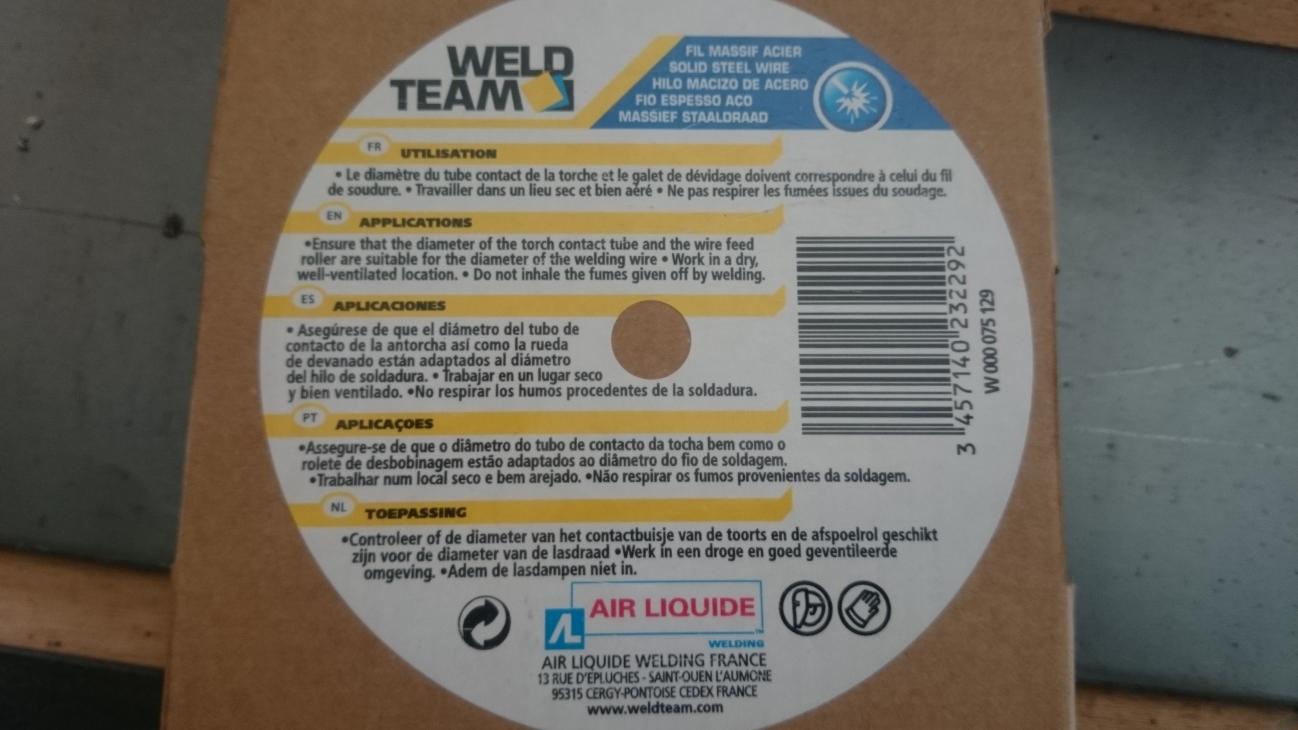 WELD
TEAM
FIL MASSIF ACIER
SOLID STEEL WIRE
HILO MACIZO DE ACERO
FIO ESPESSO AÇO
MASSIEF STAALDRAAD
FR UTILISATION
• Le diamètre du tube contact de la torche et le galet de dévidage doivent correspondre à celui du fil
de soudure. • Travailler dans un lieu sec et bien aéré • Ne pas respirer les fumées issues du soudage.
EN APPLICATIONS
•Ensure that the diameter of the torch contact tube and the wire feed
roller are suitable for the diameter of the welding wire • Work in a dry,
well-ventilated location. • Do not inhale the fumes given off by welding.
ES APLICACIONES
• Asegúrese de que el diámetro del tubo de
contacto de la antorcha así como la rueda
de devanado están adaptados al diámetro
del hilo de soldadura. • Trabajar en un lugar seco
y bien ventilado. •No respirar los humos procedentes de la soldadura.
PT APLICAÇOES
•Assegure-se de que o diâmetro do tubo de contacto da tocha bem como o
rolete de desbobinagem estão adaptados ao diâmetro do fio de soldagem.
•Trabalhar num local seco e bem arejado. •Não respirar os fumos provenientes da soldagem.
NL TOEPASSING
•Controleer of de diameter van het contactbuisje van de toorts en de afspoelrol geschikt
zijn voor de diameter van de lasdraad •Werk in een droge en goed geventileerde
omgeving. •Adem de lasdampen niet in.
3 457140 232292
W 000 075 129
AL AIR LIQUIDE™
WELDING
AIR LIQUIDE WELDING FRANCE
13 RUE D'EPLUCHES - SAINT-OUEN L'AUMONE
95315 CERGY-PONTOISE CEDEX FRANCE
www.weldteam.com